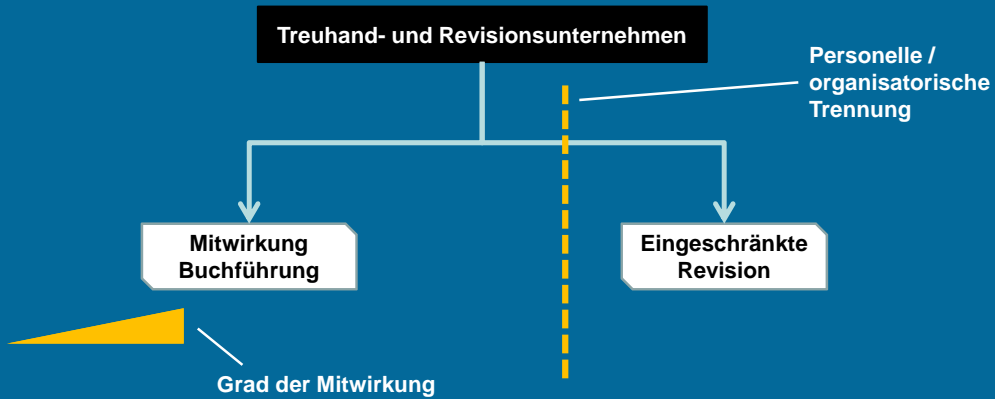 Treuhand- und Revisionsunternehmen
Personelle /
organisatorische
Trennung
Mitwirkung
Buchführung
Eingeschränkte
Revision
Grad der Mitwirkung